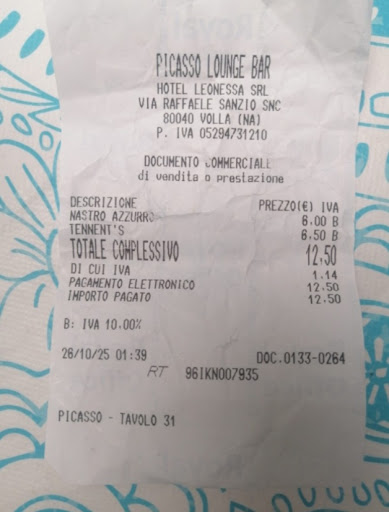 PICASSO LOUNGE BAR
HOTEL LEONESSA SRL
VIA RAFFAELE SANZIO SNC
80040 VOLLA (NA)
P. IVA 05294731210
DOCUMENTO COMMERCIALE
di vendita o prestazione
DESCRIZIONE PREZZO(€) IVA
NASTRO AZZURRO 6.00 B
TENNENT'S 6.50 B
TOTALE COMPLESSIVO 12,50
DI CUI IVA 1.14
PAGAMENTO ELETTRONICO 12.50
IMPORTO PAGATO 12.50
B: IVA 10.00%
26/10/25 01:39 DOC.0133-0264
RT 96IKN007935
PICASSO - TAVOLO 31